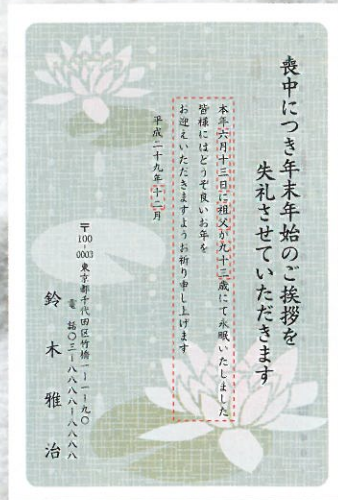 喪中につき年末年始のご挨拶を
失礼させていただきます
本年六月十三日に祖父が九十三歳にて永眠いたしました
皆様にはどうぞ良いお年を
お迎えいただきますようお祈り申し上げます
平成二十九年十二月
〒100-0003 東京都千代田区竹橋一-一-九〇
電話〇三-八八八八-八八八八
鈴木雅治